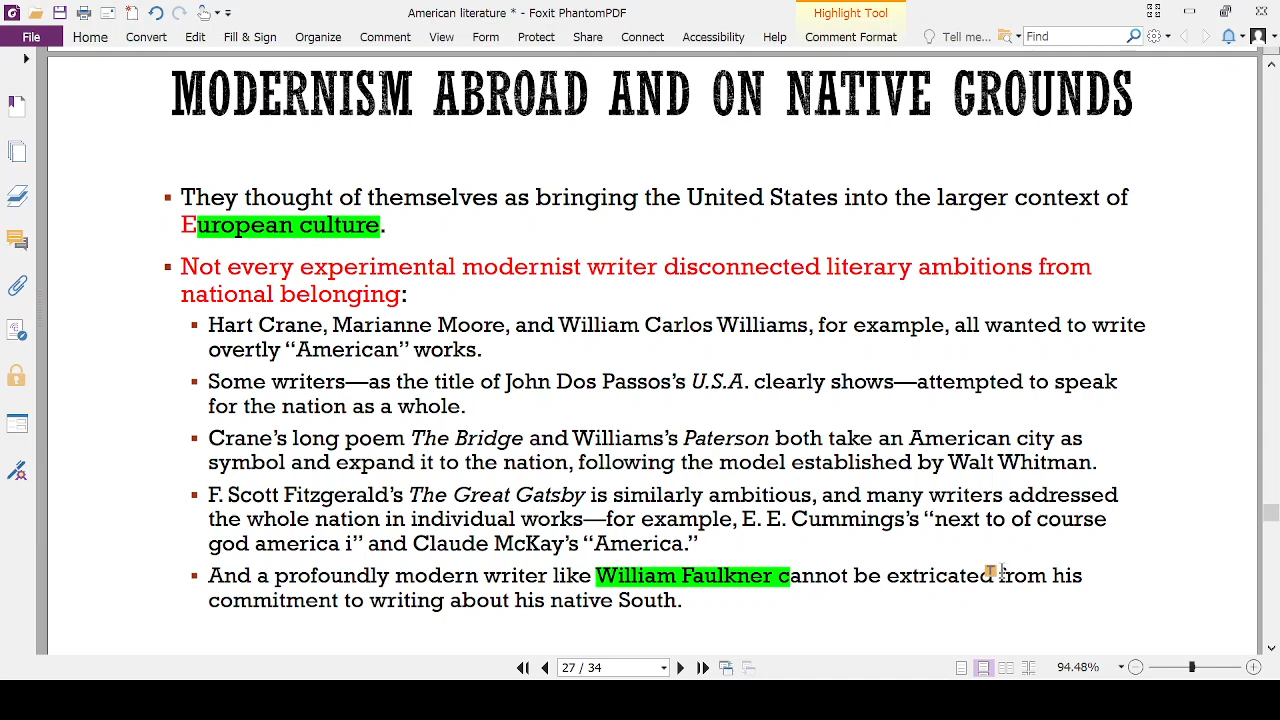 American literature * - Foxit PhantomPDF
Highlight Tool
File Home Convert Edit Fill & Sign Organize Comment View Form Protect Share Connect Accessibility Help Comment Format Tell me... Find
MODERNISM ABROAD AND ON NATIVE GROUNDS
▪ They thought of themselves as bringing the United States into the larger context of
European culture.
▪ Not every experimental modernist writer disconnected literary ambitions from
national belonging:
▪ Hart Crane, Marianne Moore, and William Carlos Williams, for example, all wanted to write
overtly “American” works.
▪ Some writers—as the title of John Dos Passos’s U.S.A. clearly shows—attempted to speak
for the nation as a whole.
▪ Crane’s long poem The Bridge and Williams’s Paterson both take an American city as
symbol and expand it to the nation, following the model established by Walt Whitman.
▪ F. Scott Fitzgerald’s The Great Gatsby is similarly ambitious, and many writers addressed
the whole nation in individual works—for example, E. E. Cummings’s “next to of course
god america i” and Claude McKay’s “America.”
▪ And a profoundly modern writer like William Faulkner cannot be extricated from his
commitment to writing about his native South.
27 / 34
94.48%